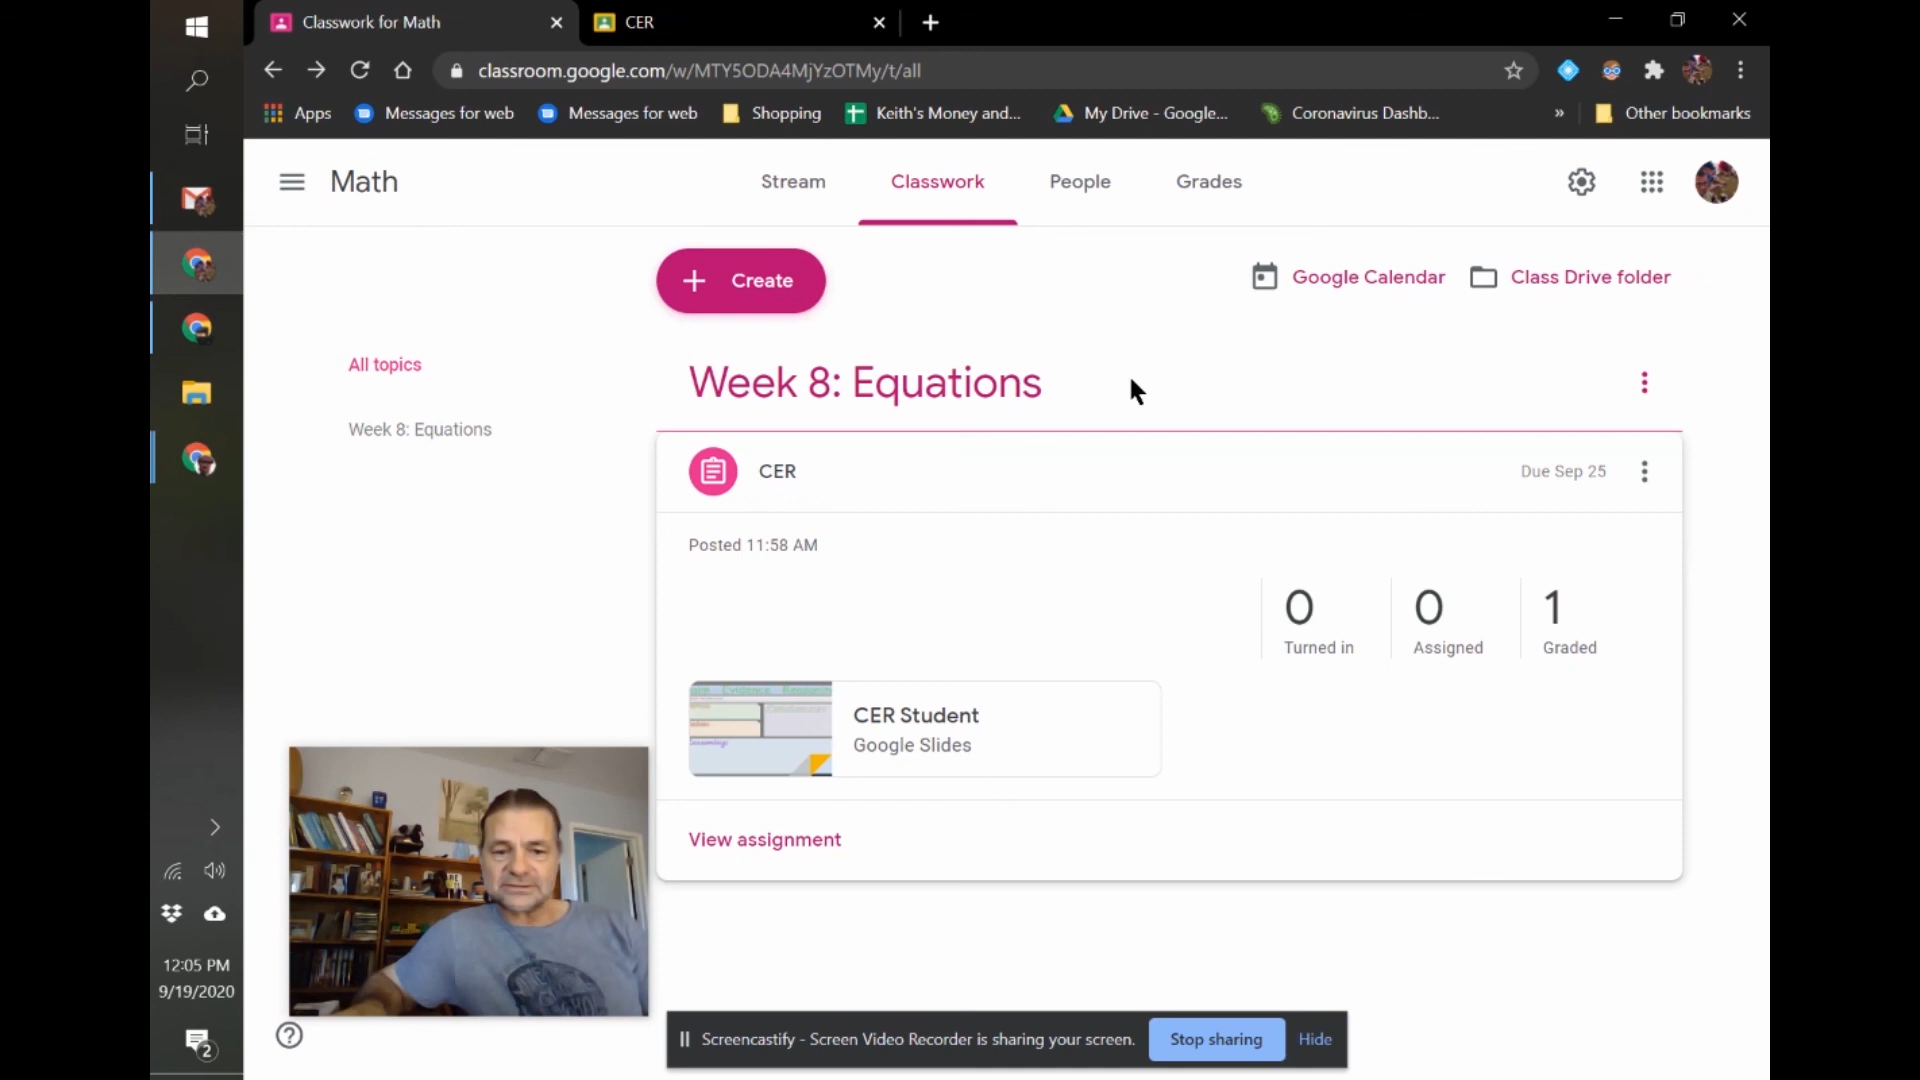 Classwork for Math
CER
classroom.google.com/w/MTY5ODA4MjYzOTMy/t/all
Apps
Messages for web
Messages for web
Shopping
Keith's Money and...
My Drive - Google...
Coronavirus Dashb...
»
Other bookmarks
Math
Stream
Classwork
People
Grades
Create
Google Calendar
Class Drive folder
All topics
Week 8: Equations
Week 8: Equations
CER
Due Sep 25
Posted 11:58 AM
0
0
1
Turned in
Assigned
Graded
Evidence
CER Student
Google Slides
View assignment
12:05 PM
9/19/2020
2
Screencastify - Screen Video Recorder is sharing your screen.
Stop sharing
Hide